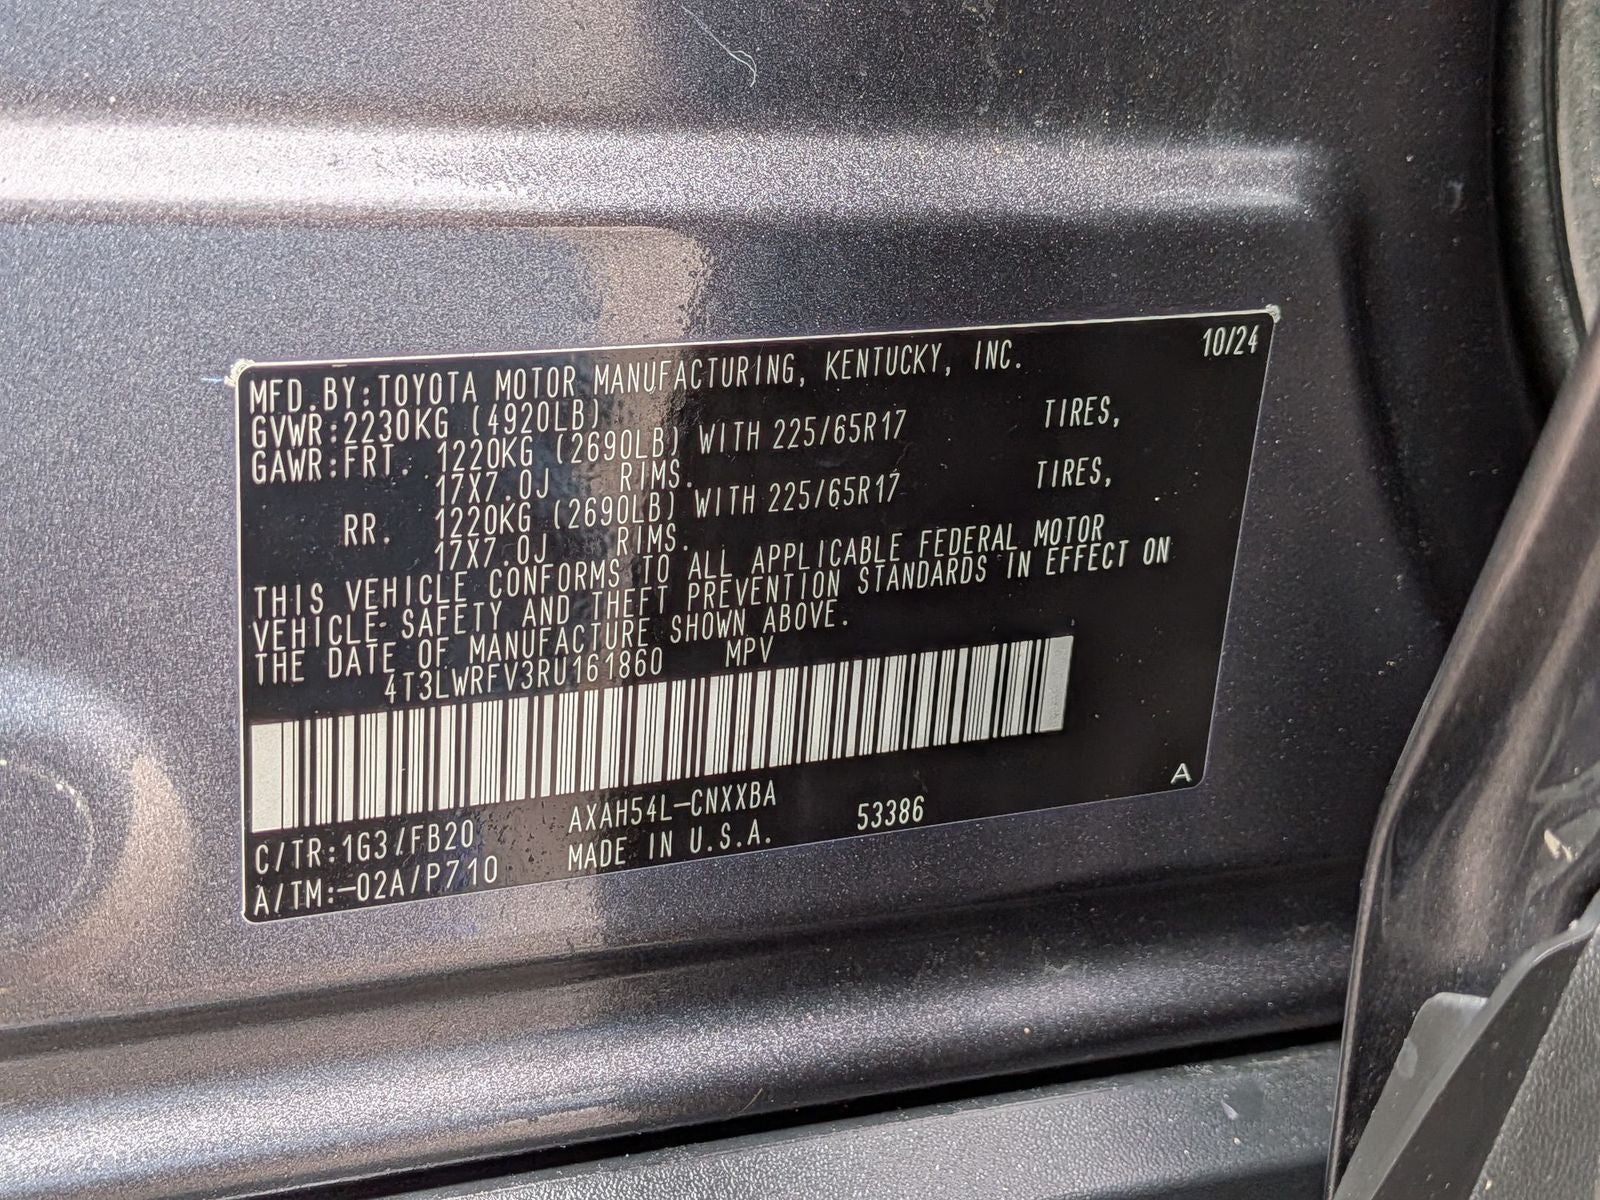 10/24
MFD.BY:TOYOTA MOTOR MANUFACTURING, KENTUCKY, INC.
GVWR:2230KG (4920LB)
GAWR:FRT. 1220KG (2690LB) WITH 225/65R17 TIRES,
17X7.0J RIMS.
RR. 1220KG (2690LB) WITH 225/65R17 TIRES,
17X7.0J RIMS.
THIS VEHICLE CONFORMS TO ALL APPLICABLE FEDERAL MOTOR
VEHICLE SAFETY AND THEFT PREVENTION STANDARDS IN EFFECT ON
THE DATE OF MANUFACTURE SHOWN ABOVE.
4T3LWRFV3RU161860 MPV
C/TR:1G3/FB20 AXAH54L-CNXXBA 53386 A
A/TM:-02A/P710 MADE IN U.S.A.